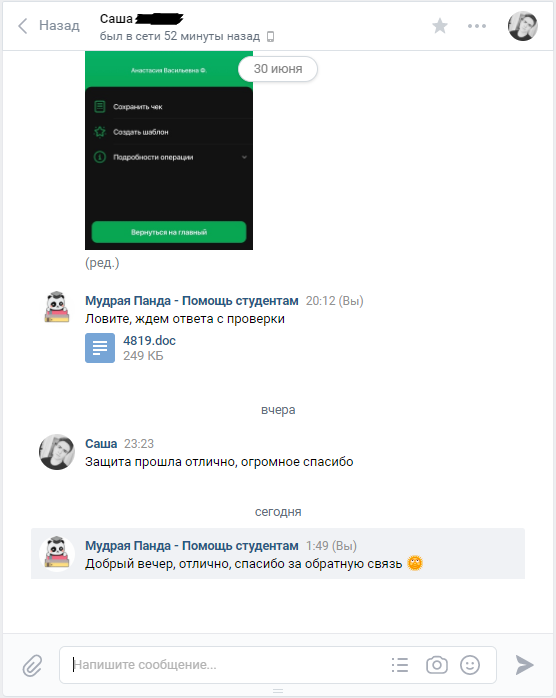 Назад
Саша
был в сети 52 минуты назад
30 июня
Анастасия Васильевна Ф.
Сохранить чек
Создать шаблон
Подробности операции
Вернуться на главный
(ред.)
Мудрая Панда - Помощь студентам 20:12 (Вы)
Ловите, ждем ответа с проверки
4819.doc
249 КБ
вчера
Саша 23:23
Защита прошла отлично, огромное спасибо
сегодня
Мудрая Панда - Помощь студентам 1:49 (Вы)
Добрый вечер, отлично, спасибо за обратную связь
Напишите сообщение...